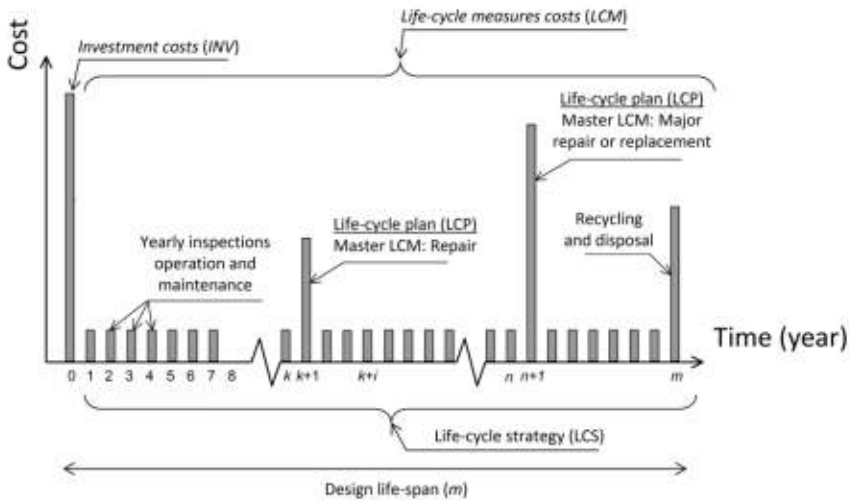 Cost
Investment costs (INV)
Life-cycle measures costs (LCM)
Life-cycle plan (LCP)
Master LCM: Major
repair or replacement
Life-cycle plan (LCP)
Master LCM: Repair
Recycling
and disposal
Yearly inspections
operation and
maintenance
Time (year)
0 1 2 3 4 5 6 7 8 k k+1 k+i n n+1 m
Life-cycle strategy (LCS)
Design life-span (m)